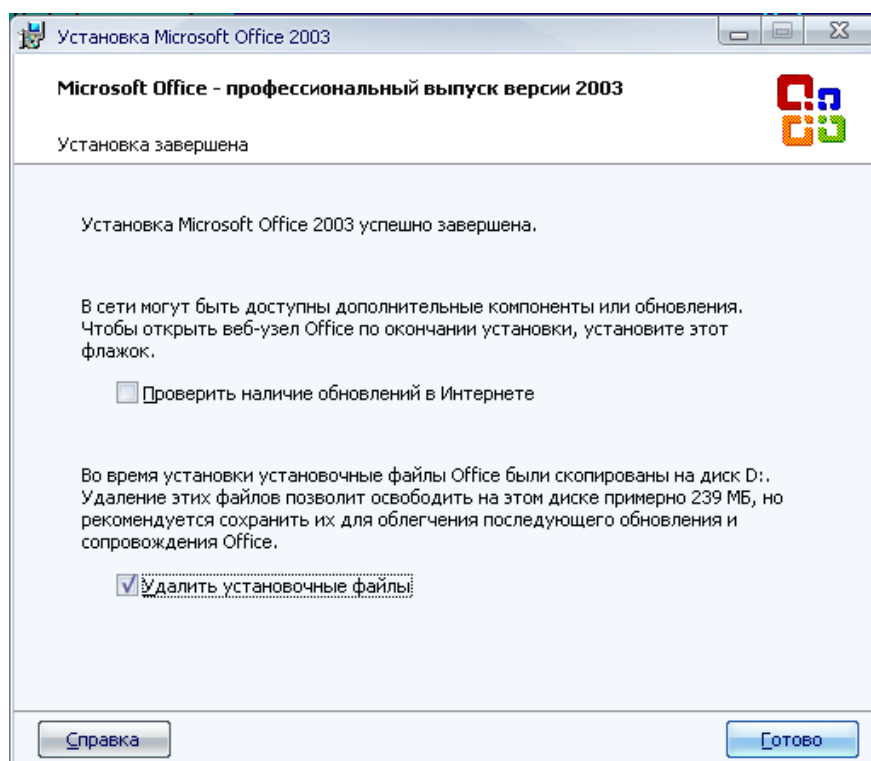 Установка Microsoft Office 2003
Microsoft Office - профессиональный выпуск версии 2003
Установка завершена
Установка Microsoft Office 2003 успешно завершена.
В сети могут быть доступны дополнительные компоненты или обновления.
Чтобы открыть веб-узел Office по окончании установки, установите этот
флажок.
Проверить наличие обновлений в Интернете
Во время установки установочные файлы Office были скопированы на диск D:.
Удаление этих файлов позволит освободить на этом диске примерно 239 МБ, но
рекомендуется сохранить их для облегчения последующего обновления и
сопровождения Office.
Удалить установочные файлы
Справка
Готово